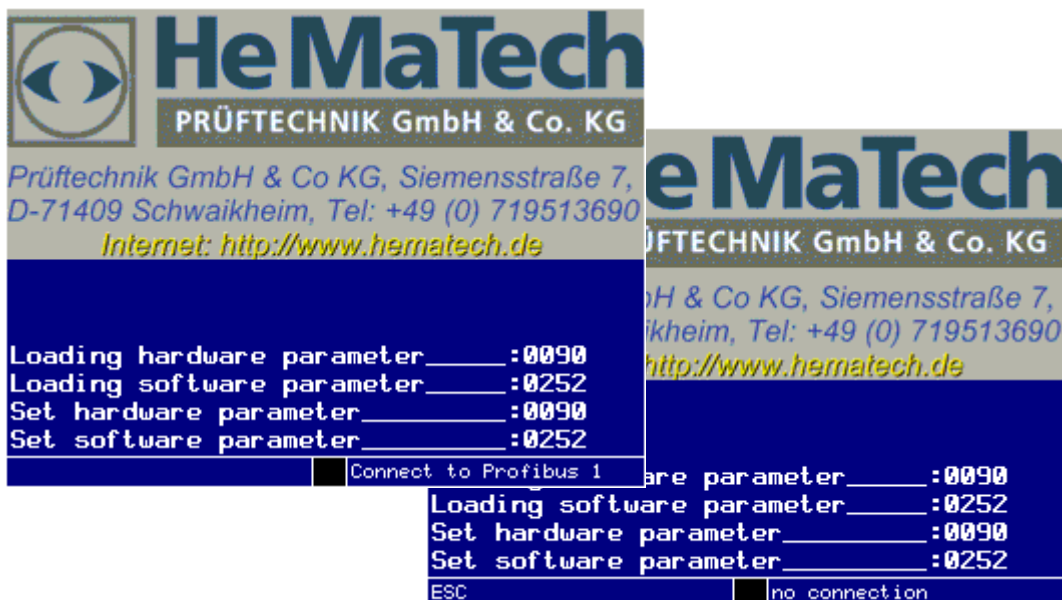 HeMaTech
PRÜFTECHNIK GmbH & Co. KG
Prüftechnik GmbH & Co KG, Siemensstraße 7,
D-71409 Schwaikheim, Tel: +49 (0) 719513690
Internet: http://www.hematech.de
Loading hardware parameter_____:0090
Loading software parameter_____:0252
Set hardware parameter_________:0090
Set software parameter_________:0252
Connect to Profibus 1
e MaTech
JFTECHNIK GmbH & Co. KG
bH & Co KG, Siemensstraße 7,
ikheim, Tel: +49 (0) 719513690
http://www.hematech.de
are parameter_____:0090
Loading software parameter_____:0252
Set hardware parameter_________:0090
Set software parameter_________:0252
ESC no connection